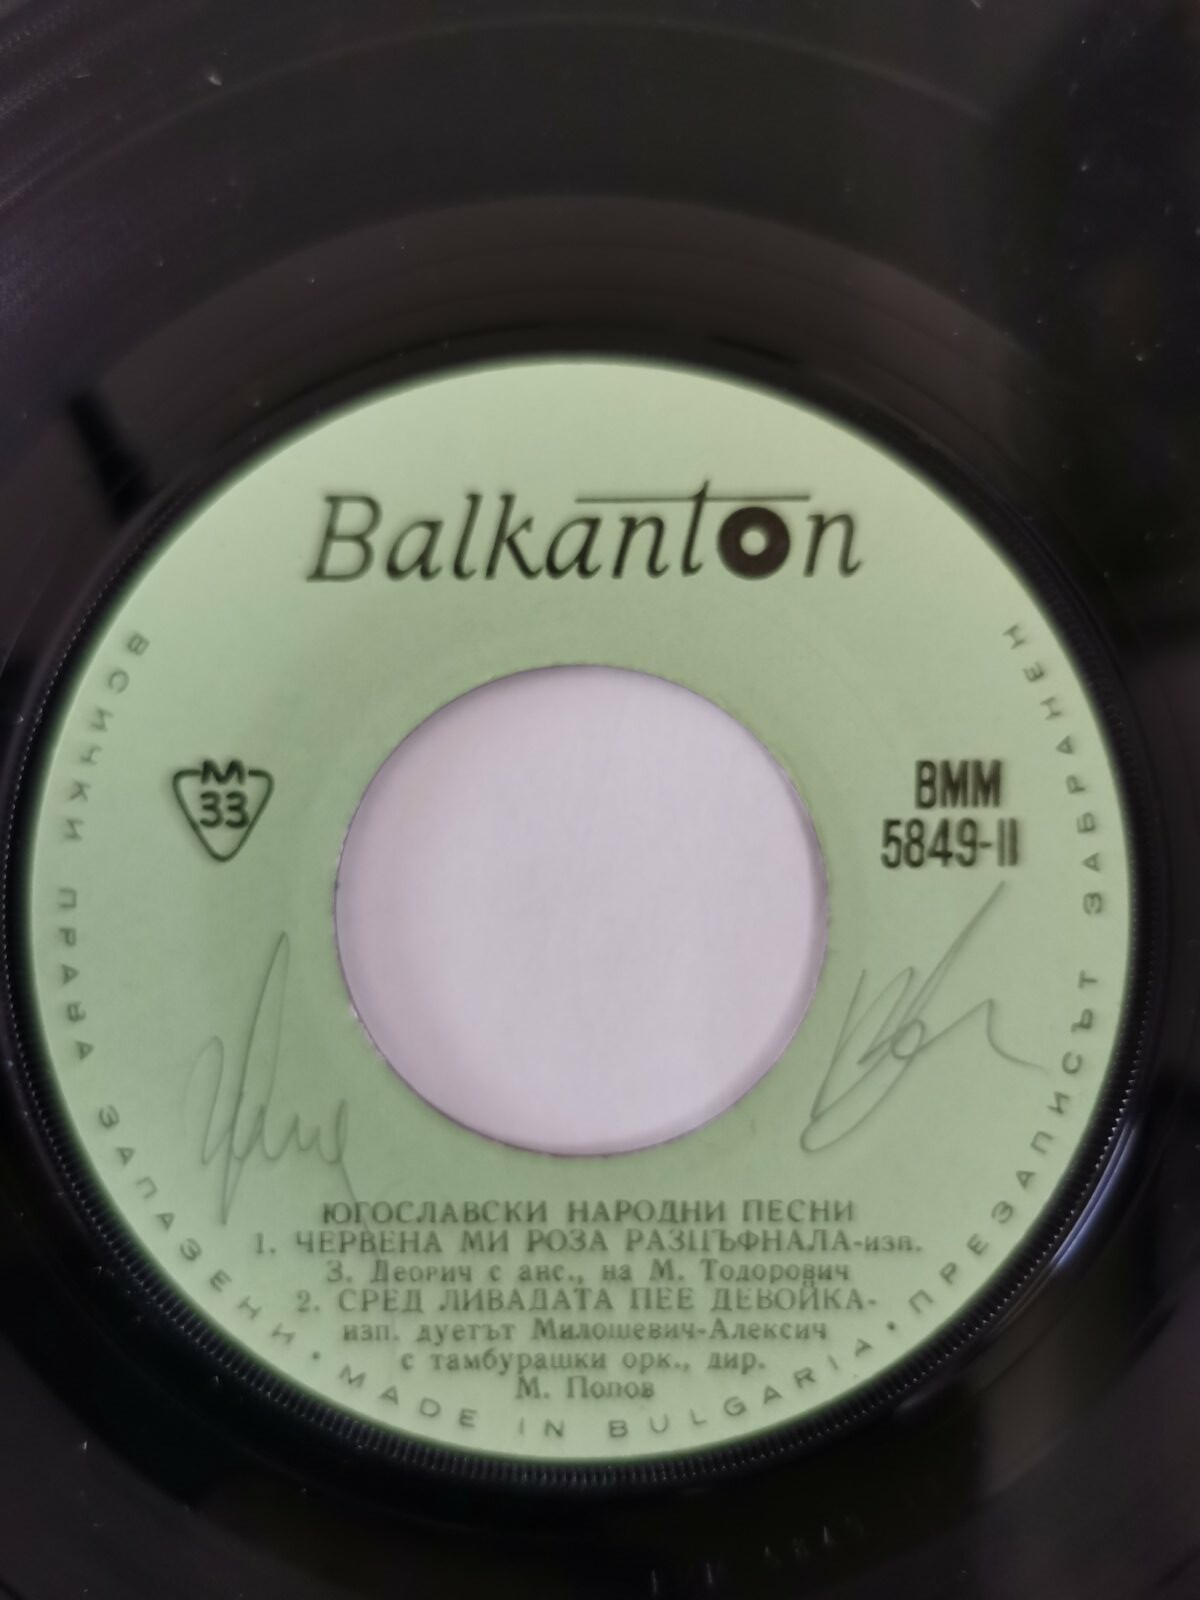 Balkanton
М
33
ВММ
5849-II
ЮГОСЛАВСКИ НАРОДНИ ПЕСНИ
1. ЧЕРВЕНА МИ РОЗА РАЗЦЪФНАЛА-изп.
З. Деорич с анс., на М. Тодорович
2. СРЕД ЛИВАДАТА ПЕЕ ДЕВОЙКА-
изп. дуетът Милошевич-Алексич
с тамбурашки орк., дир.
М. Попов
ВСИЧКИ ПРАВА ЗАПАЗЕНИ • MADE IN BULGARIA • ПРЕЗАПИСЪТ ЗАБРАНЕН